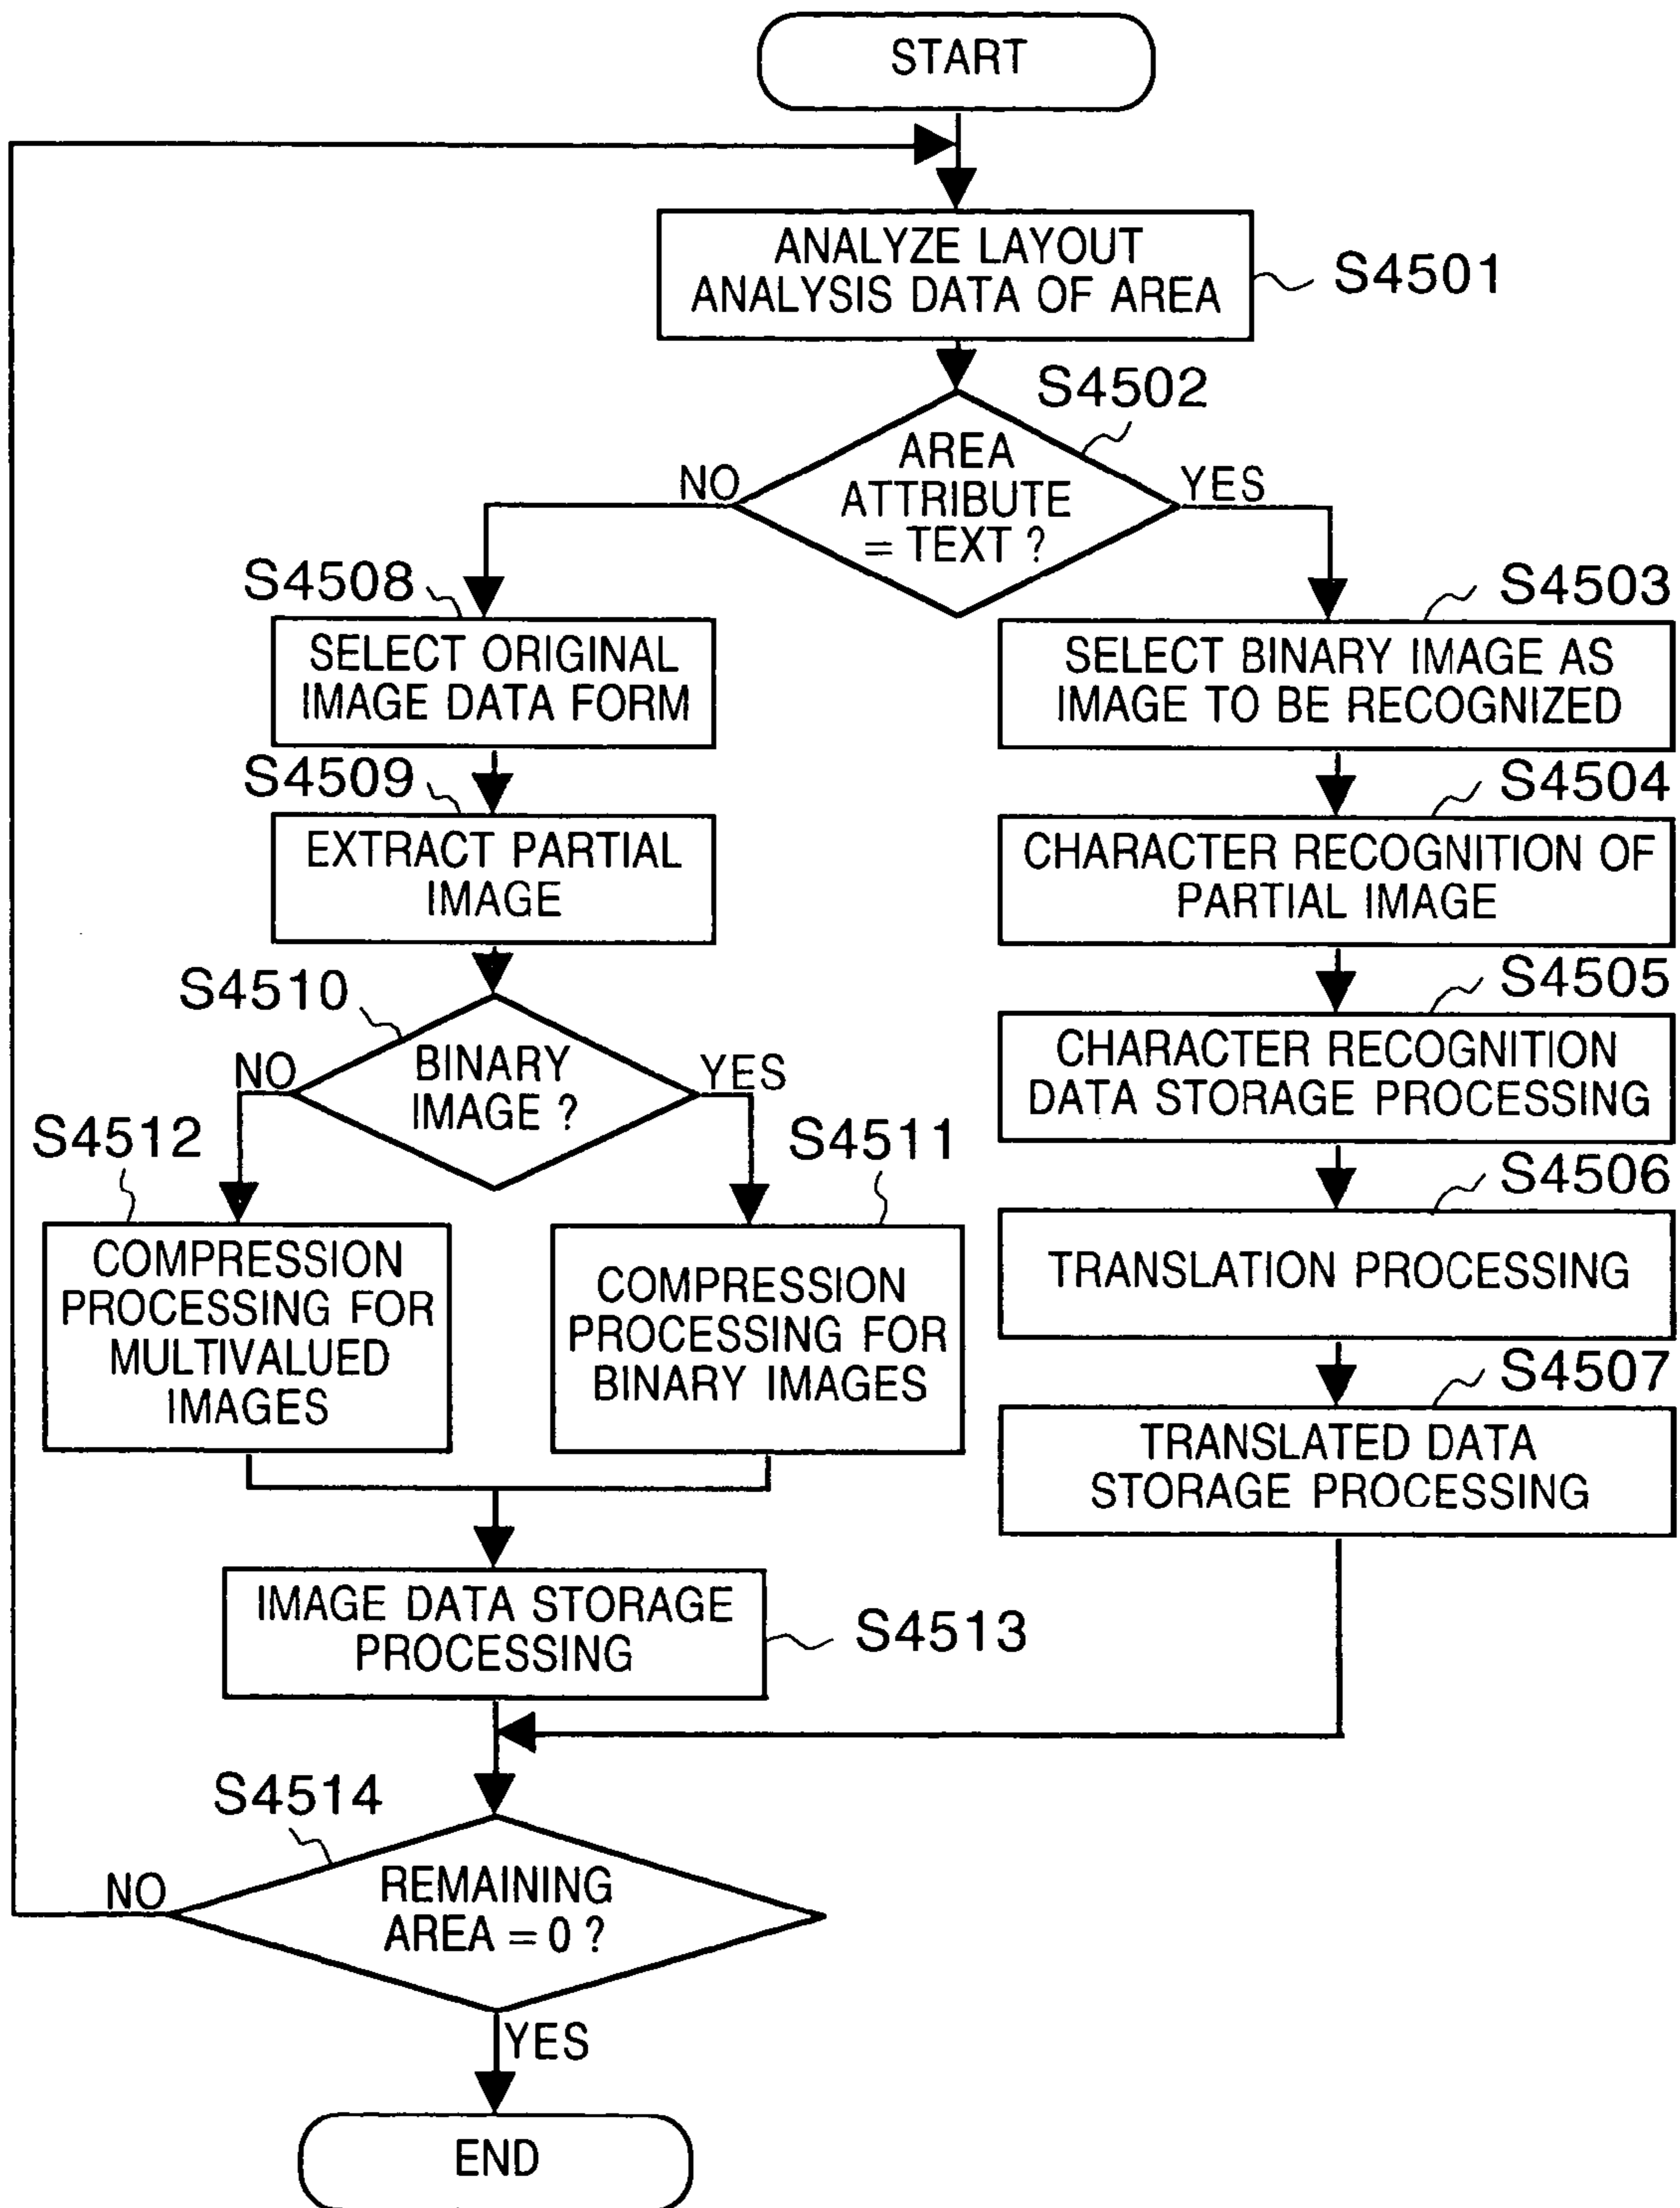 START
ANALYZE LAYOUT
ANALYSIS DATA OF AREA
S4501
S4502
AREA
ATTRIBUTE
= TEXT ?
NO
YES
S4508
SELECT ORIGINAL
IMAGE DATA FORM
S4503
SELECT BINARY IMAGE AS
IMAGE TO BE RECOGNIZED
S4509
EXTRACT PARTIAL
IMAGE
S4504
CHARACTER RECOGNITION OF
PARTIAL IMAGE
S4510
BINARY
IMAGE ?
NO
YES
S4505
CHARACTER RECOGNITION
DATA STORAGE PROCESSING
S4512
COMPRESSION
PROCESSING FOR
MULTIVALUED
IMAGES
S4511
COMPRESSION
PROCESSING FOR
BINARY IMAGES
S4506
TRANSLATION PROCESSING
S4507
TRANSLATED DATA
STORAGE PROCESSING
IMAGE DATA STORAGE
PROCESSING
S4513
S4514
REMAINING
AREA = 0 ?
NO
YES
END